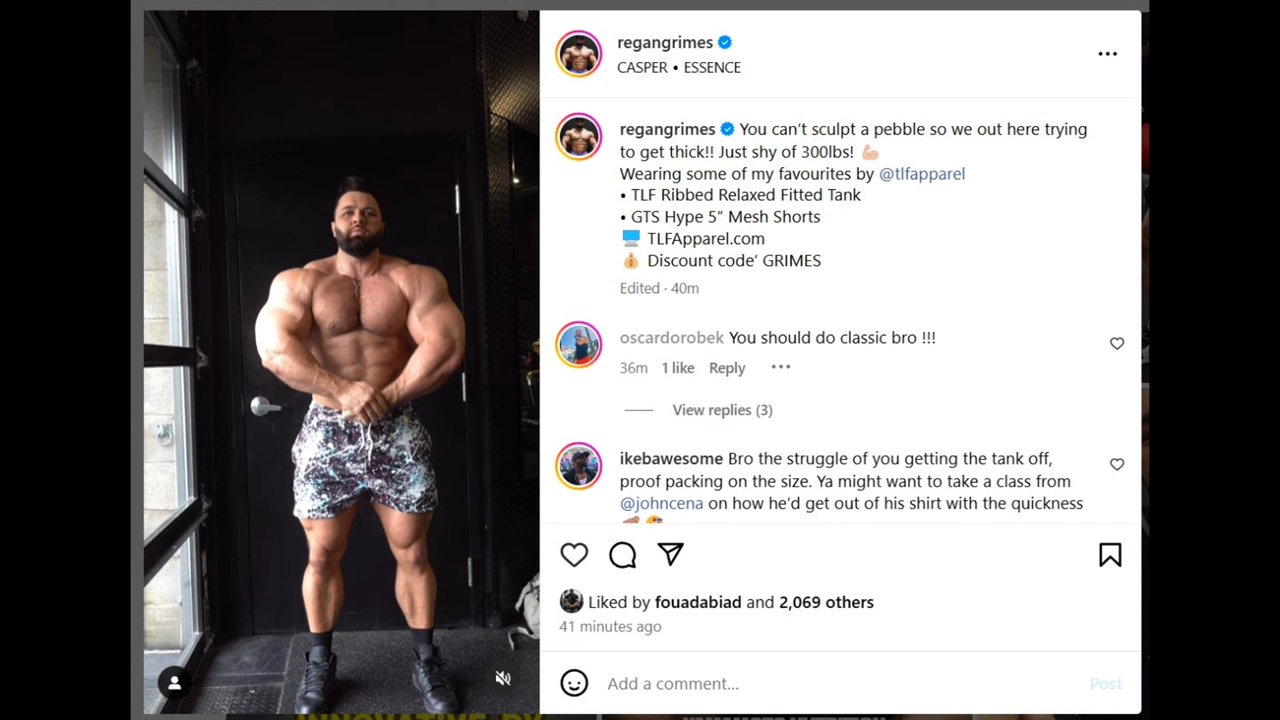 regangrimes
CASPER • ESSENCE
regangrimes You can't sculpt a pebble so we out here trying
to get thick!! Just shy of 300lbs! 💪🏼
Wearing some of my favourites by @tlfapparel
• TLF Ribbed Relaxed Fitted Tank
• GTS Hype 5” Mesh Shorts
🖥️ TLFApparel.com
💰 Discount code’ GRIMES
Edited · 40m
oscardorobek You should do classic bro !!!
36m 1 like Reply
View replies (3)
ikebawesome Bro the struggle of you getting the tank off,
proof packing on the size. Ya might want to take a class from
@johncena on how he’d get out of his shirt with the quickness
Liked by fouadabiad and 2,069 others
41 minutes ago
Add a comment...
Post